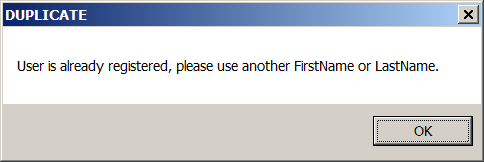 DUPLICATE
User is already registered, please use another FirstName or LastName.
OK